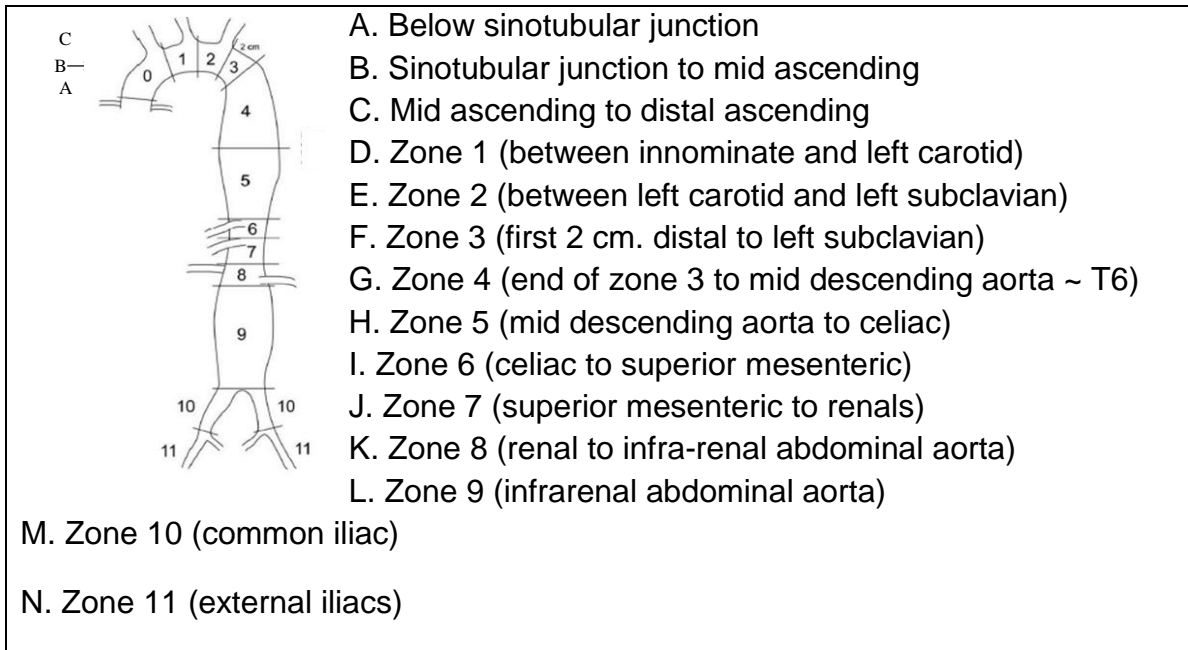 A. Below sinotubular junction
B. Sinotubular junction to mid ascending
C. Mid ascending to distal ascending
D. Zone 1 (between innominate and left carotid)
E. Zone 2 (between left carotid and left subclavian)
F. Zone 3 (first 2 cm. distal to left subclavian)
G. Zone 4 (end of zone 3 to mid descending aorta ~ T6)
H. Zone 5 (mid descending aorta to celiac)
I. Zone 6 (celiac to superior mesenteric)
J. Zone 7 (superior mesenteric to renals)
K. Zone 8 (renal to infra-renal abdominal aorta)
L. Zone 9 (infrarenal abdominal aorta)
M. Zone 10 (common iliac)
N. Zone 11 (external iliacs)
C
B
A
0
1
2
2 cm
3
4
5
6
7
8
9
10
10
11
11